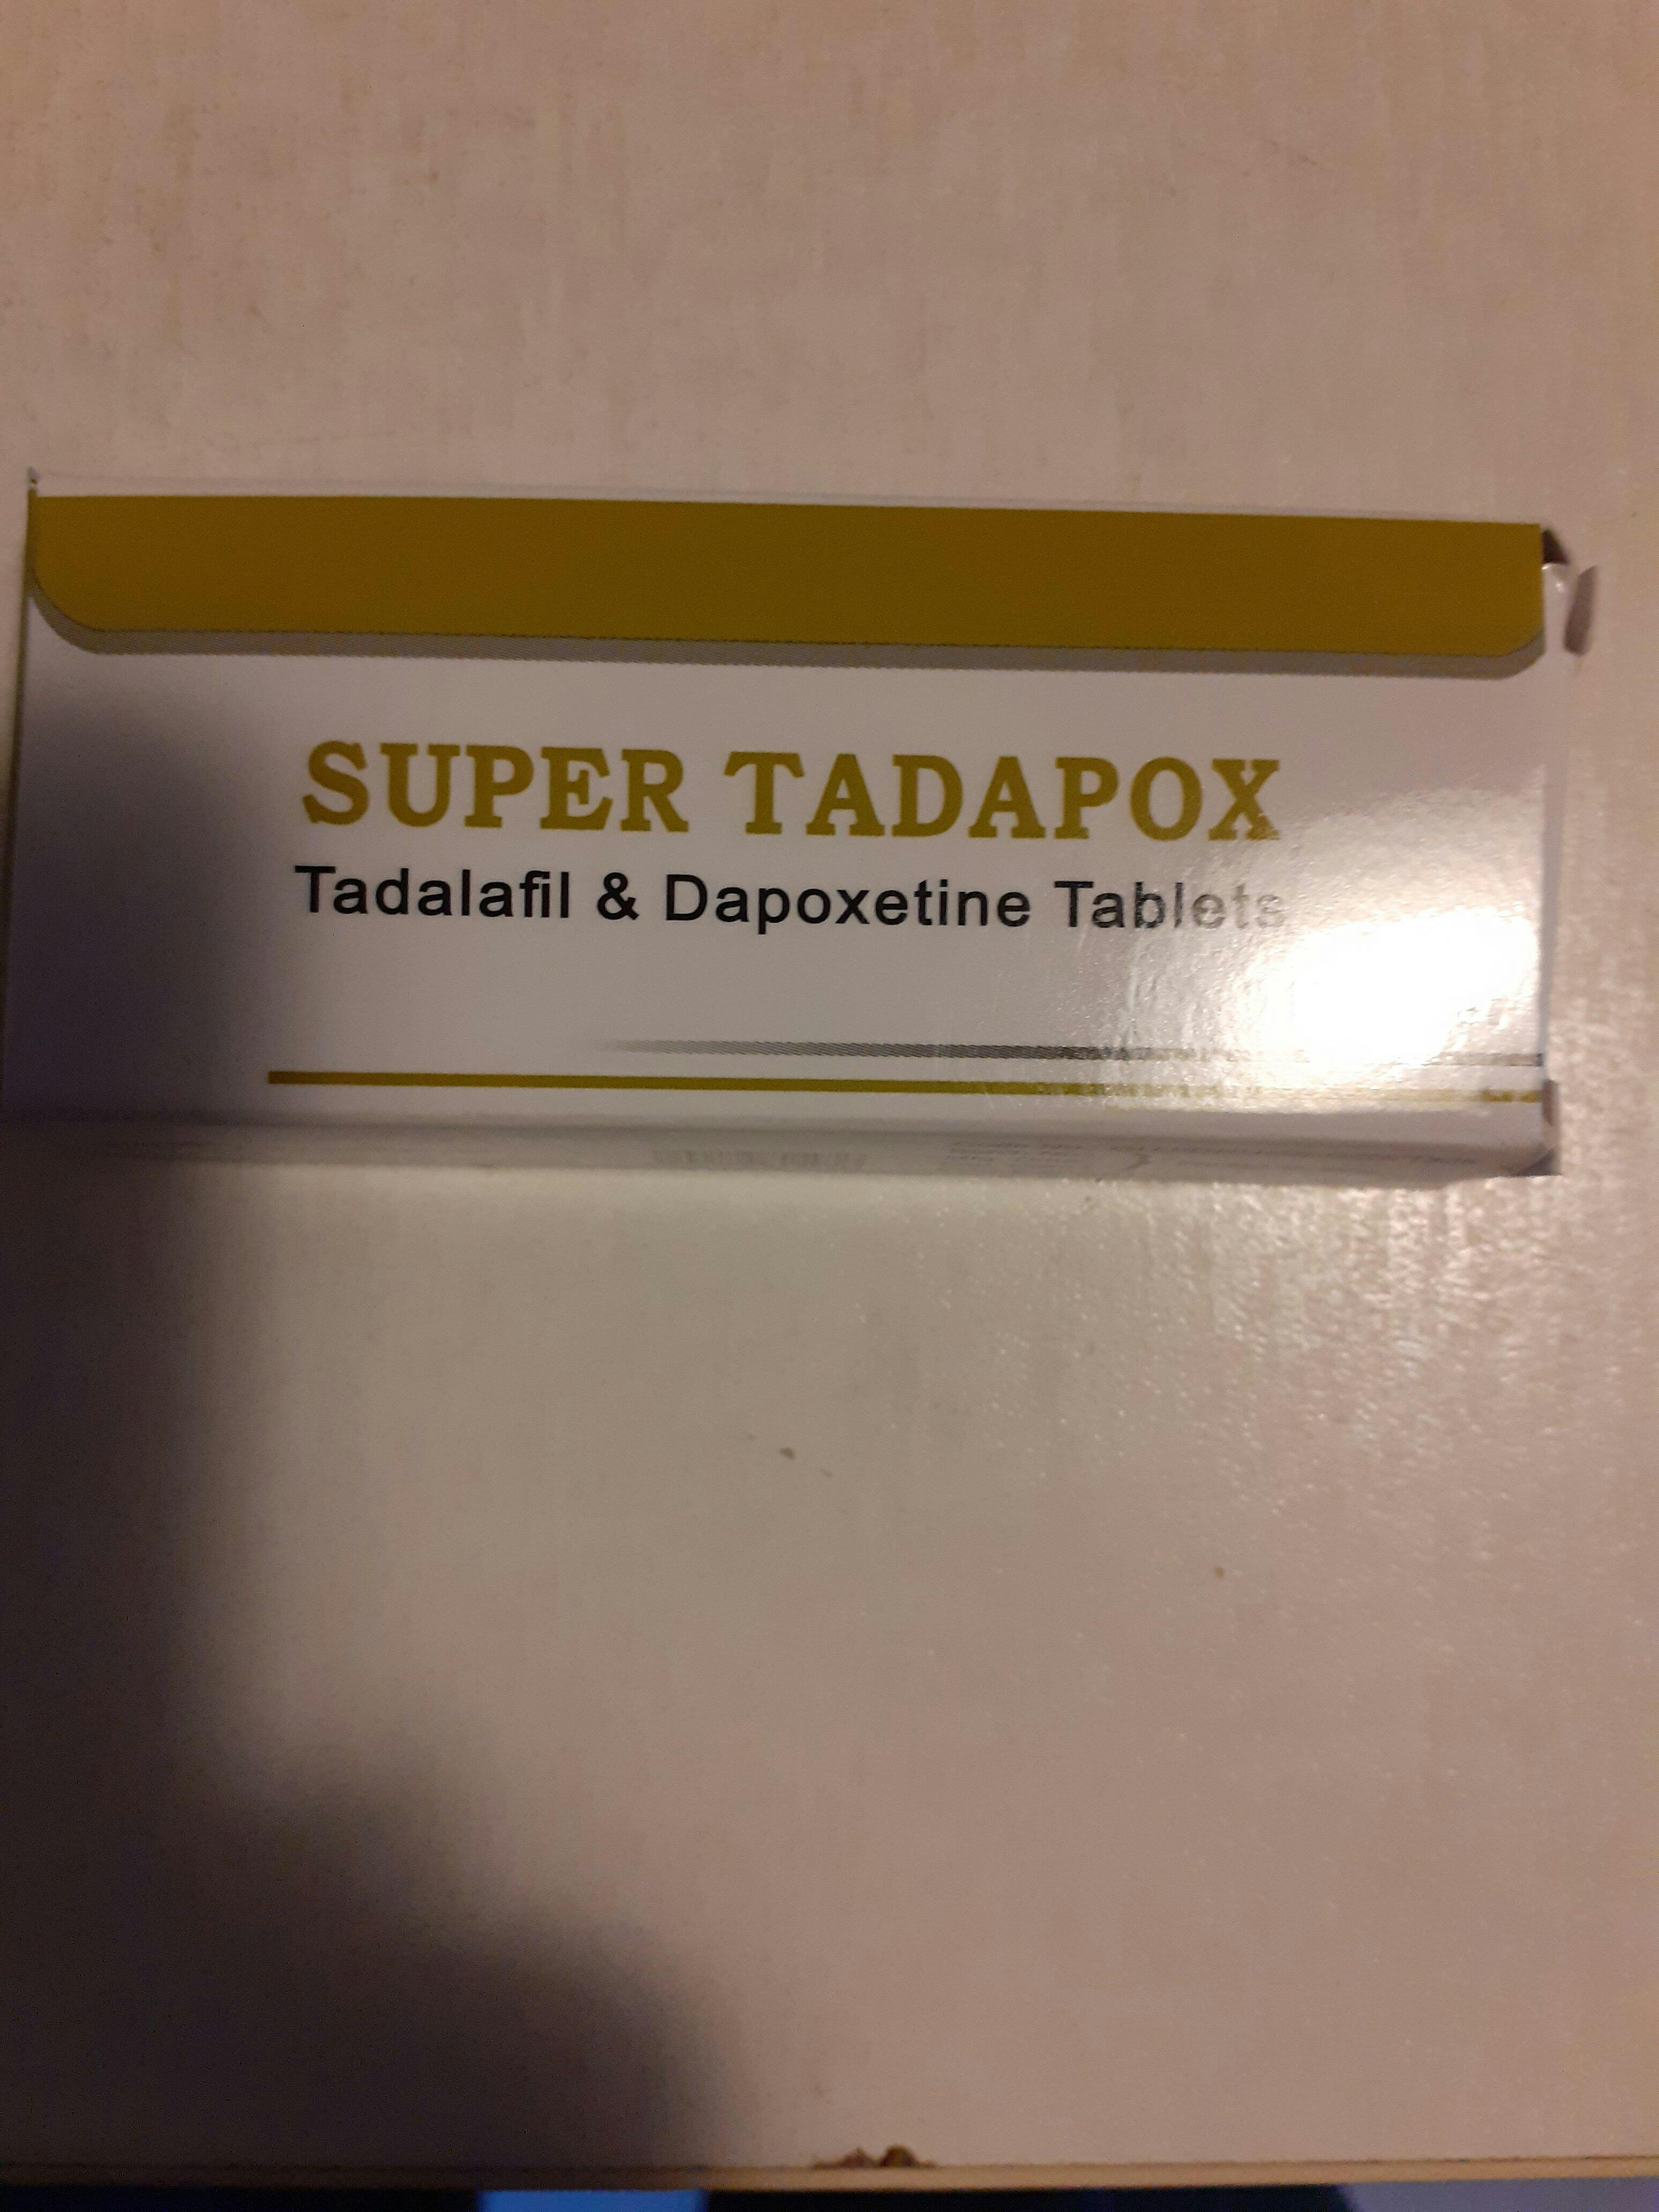 SUPER TADAPOX
Tadalafil & Dapoxetine Tablets